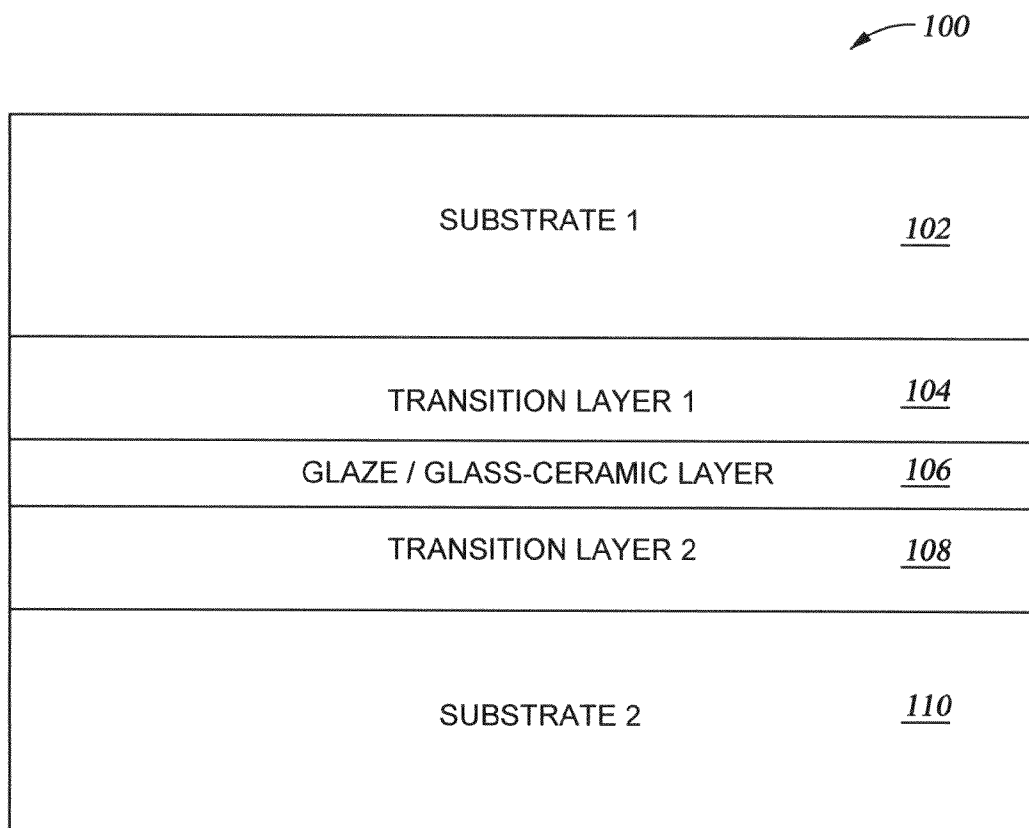 100
SUBSTRATE 1 102
TRANSITION LAYER 1 104
GLAZE / GLASS-CERAMIC LAYER 106
TRANSITION LAYER 2 108
SUBSTRATE 2 110